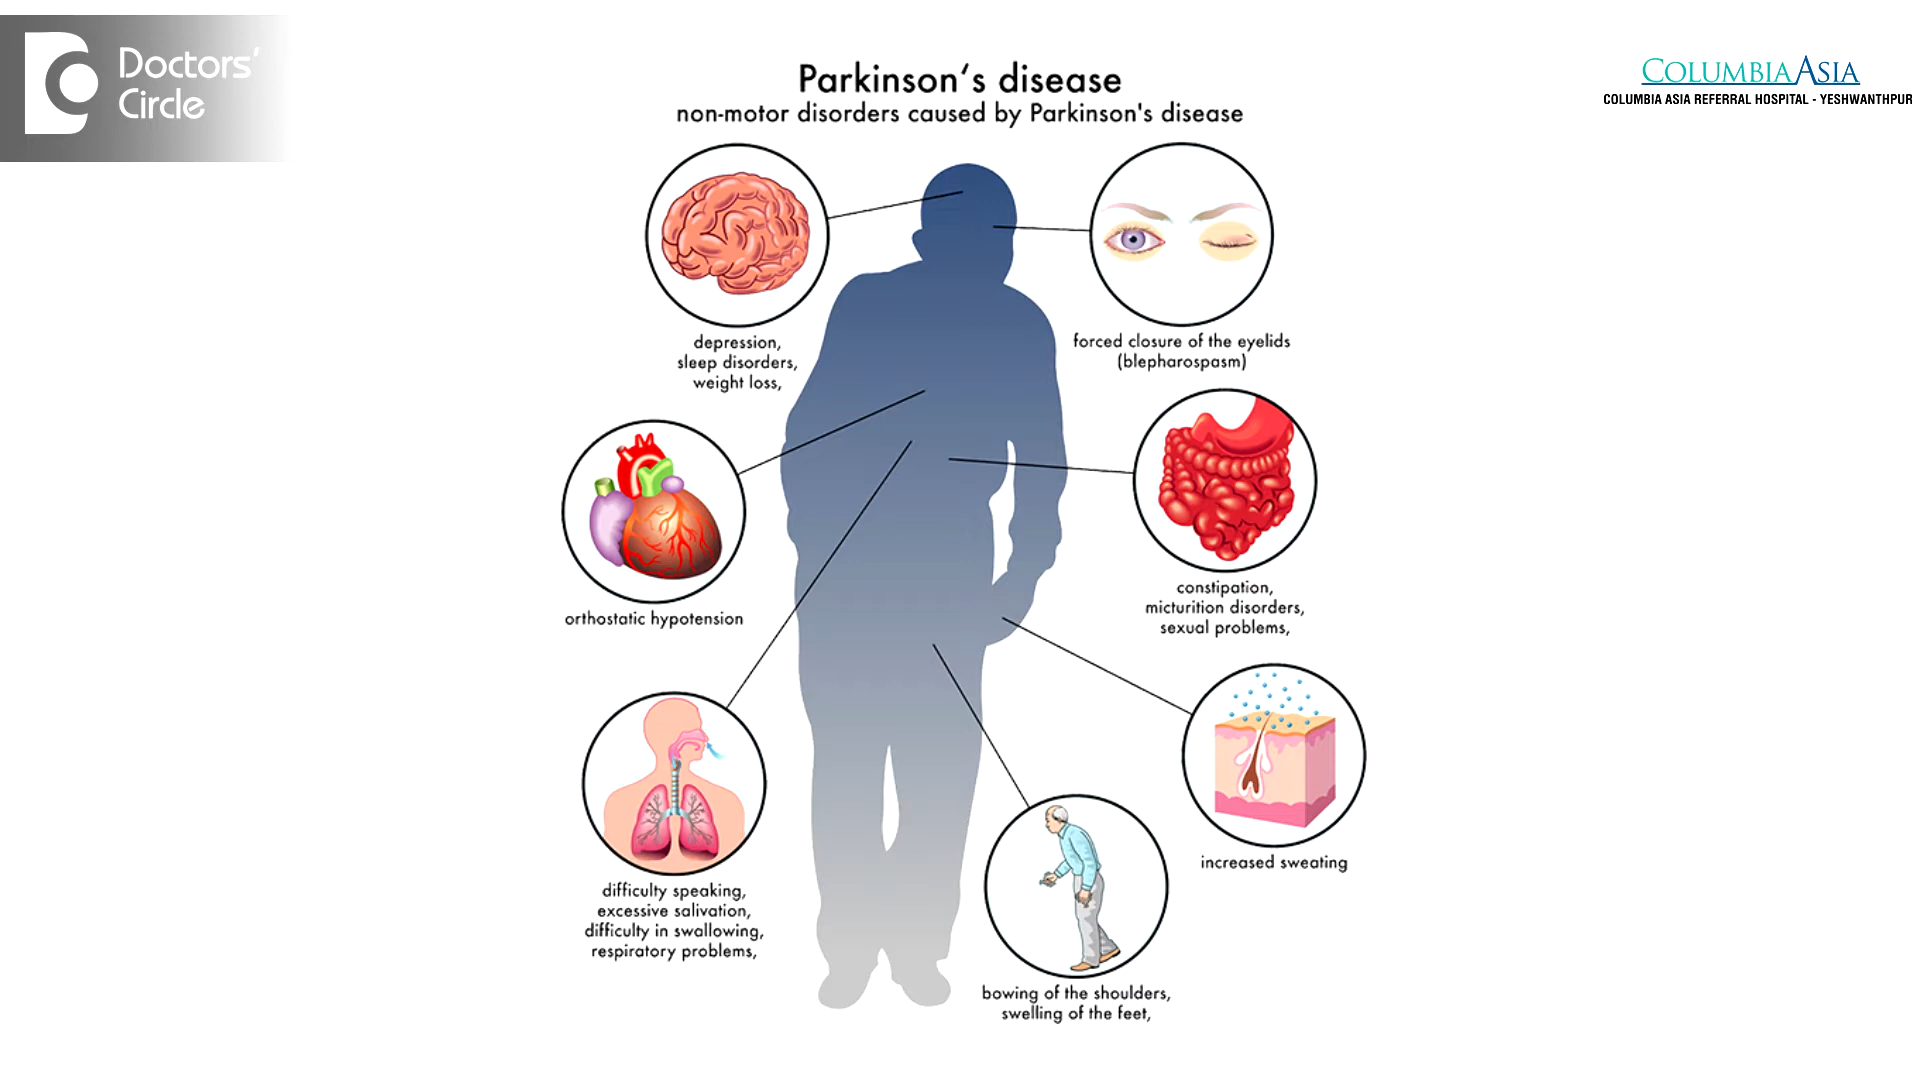 Doctors'
Circle
Parkinson‘s disease
non-motor disorders caused by Parkinson's disease
COLUMBIA ASIA
COLUMBIA ASIA REFERRAL HOSPITAL - YESHWANTHPUR
depression,
sleep disorders,
weight loss,
forced closure of the eyelids
(blepharospasm)
orthostatic hypotension
constipation,
micturition disorders,
sexual problems,
difficulty speaking,
excessive salivation,
difficulty in swallowing,
respiratory problems,
increased sweating
bowing of the shoulders,
swelling of the feet,